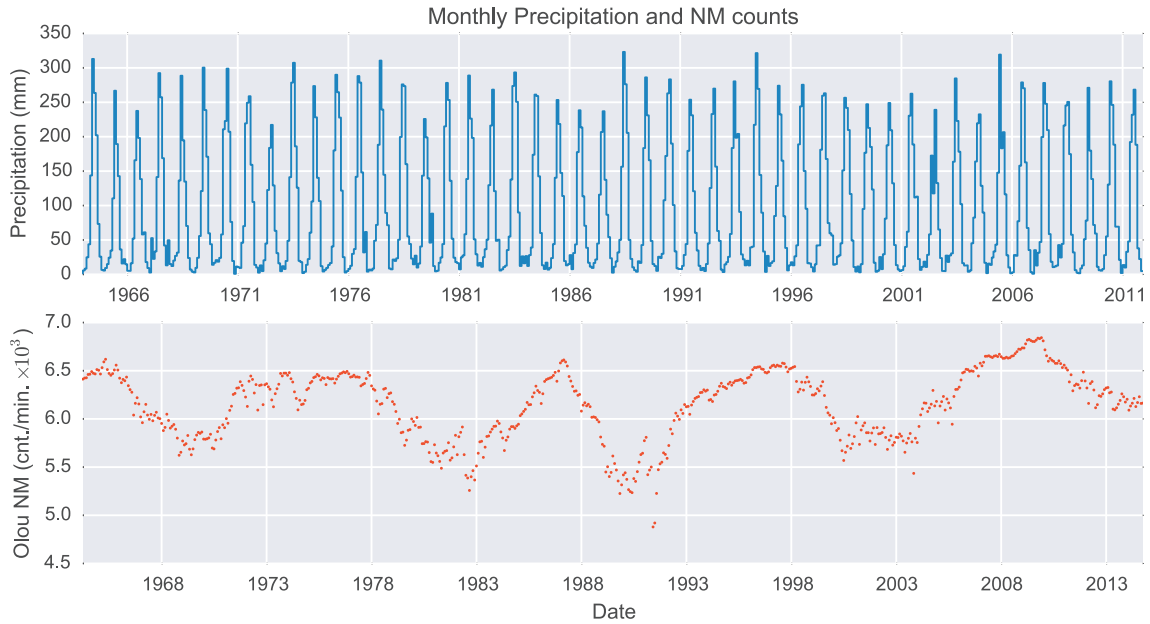 Monthly Precipitation and NM counts
Precipitation (mm)
350
300
250
200
150
100
50
0
1966 1971 1976 1981 1986 1991 1996 2001 2006 2011
Olou NM (cnt./min. ×10³)
7.0
6.5
6.0
5.5
5.0
4.5
1968 1973 1978 1983 1988 1993 1998 2003 2008 2013
Date